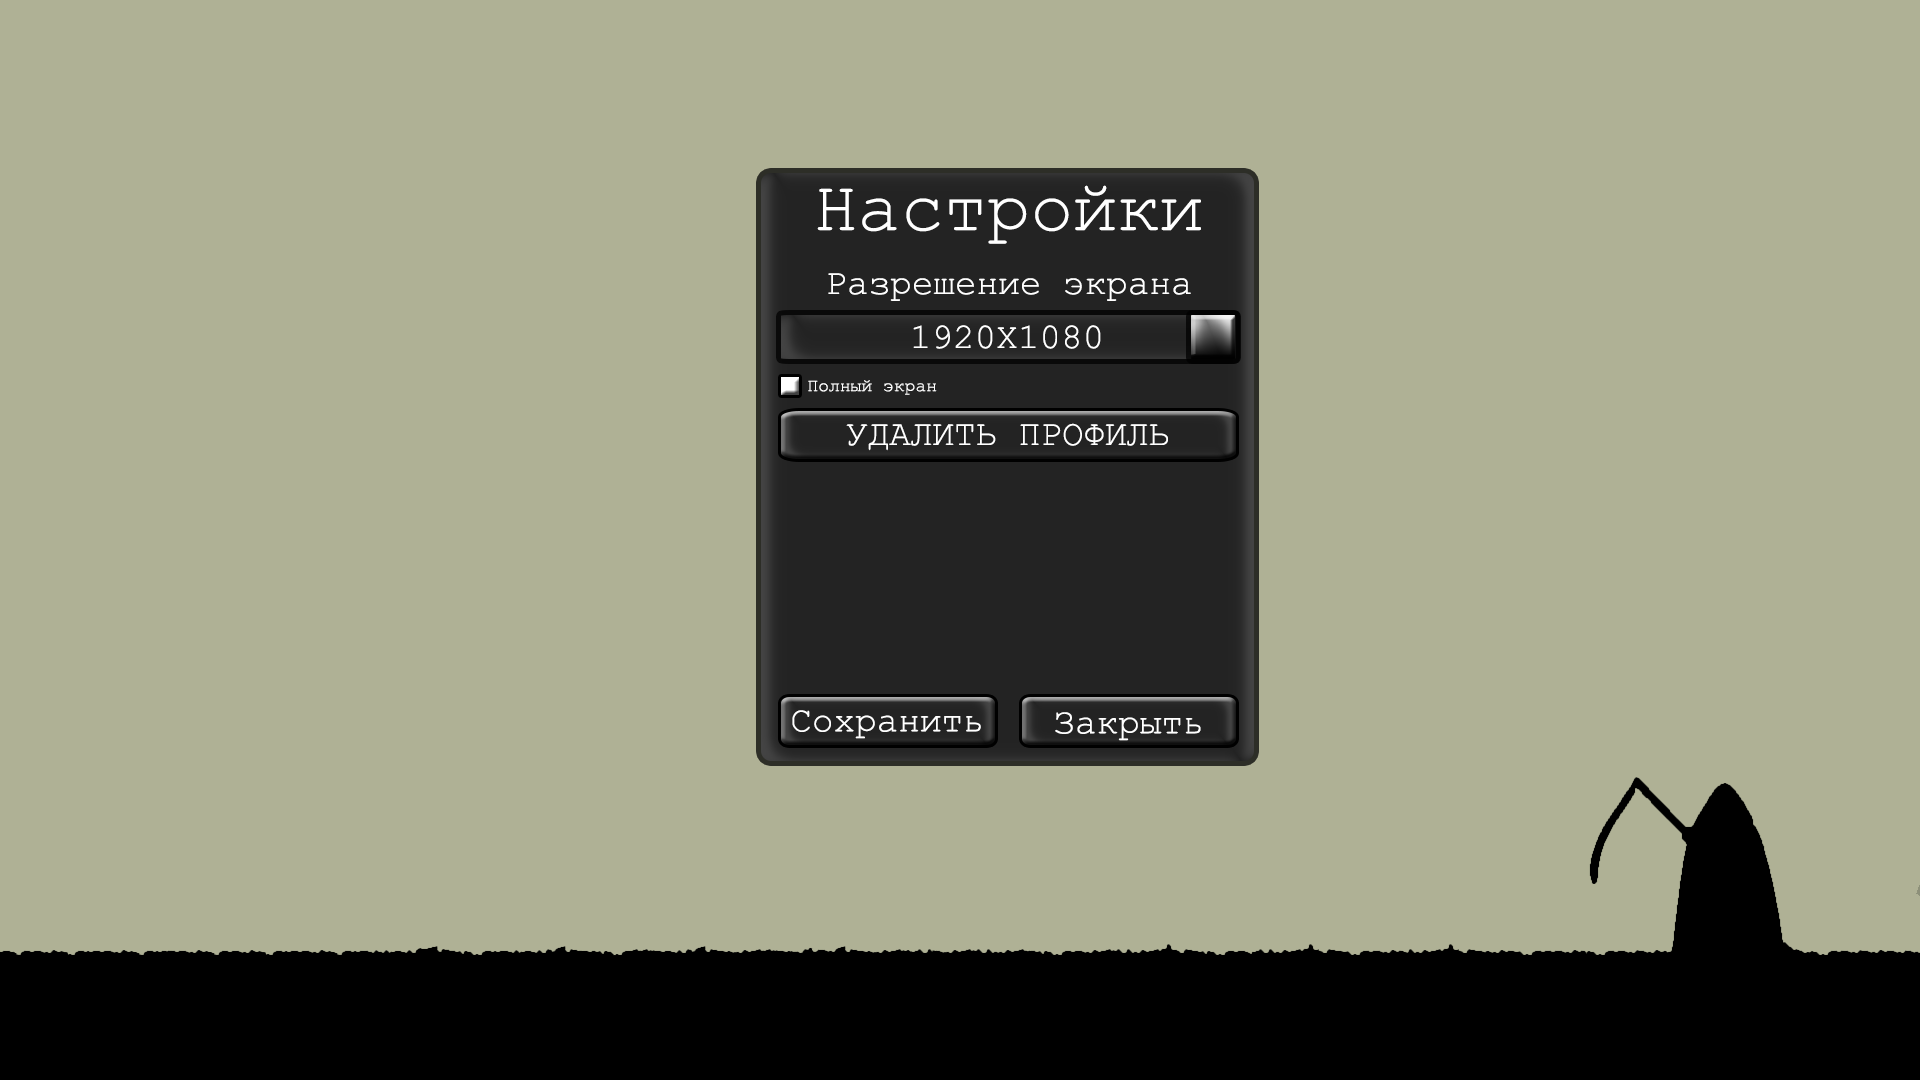 Настройки
Разрешение экрана
1920X1080
Полный экран
УДАЛИТЬ ПРОФИЛЬ
Сохранить Закрыть